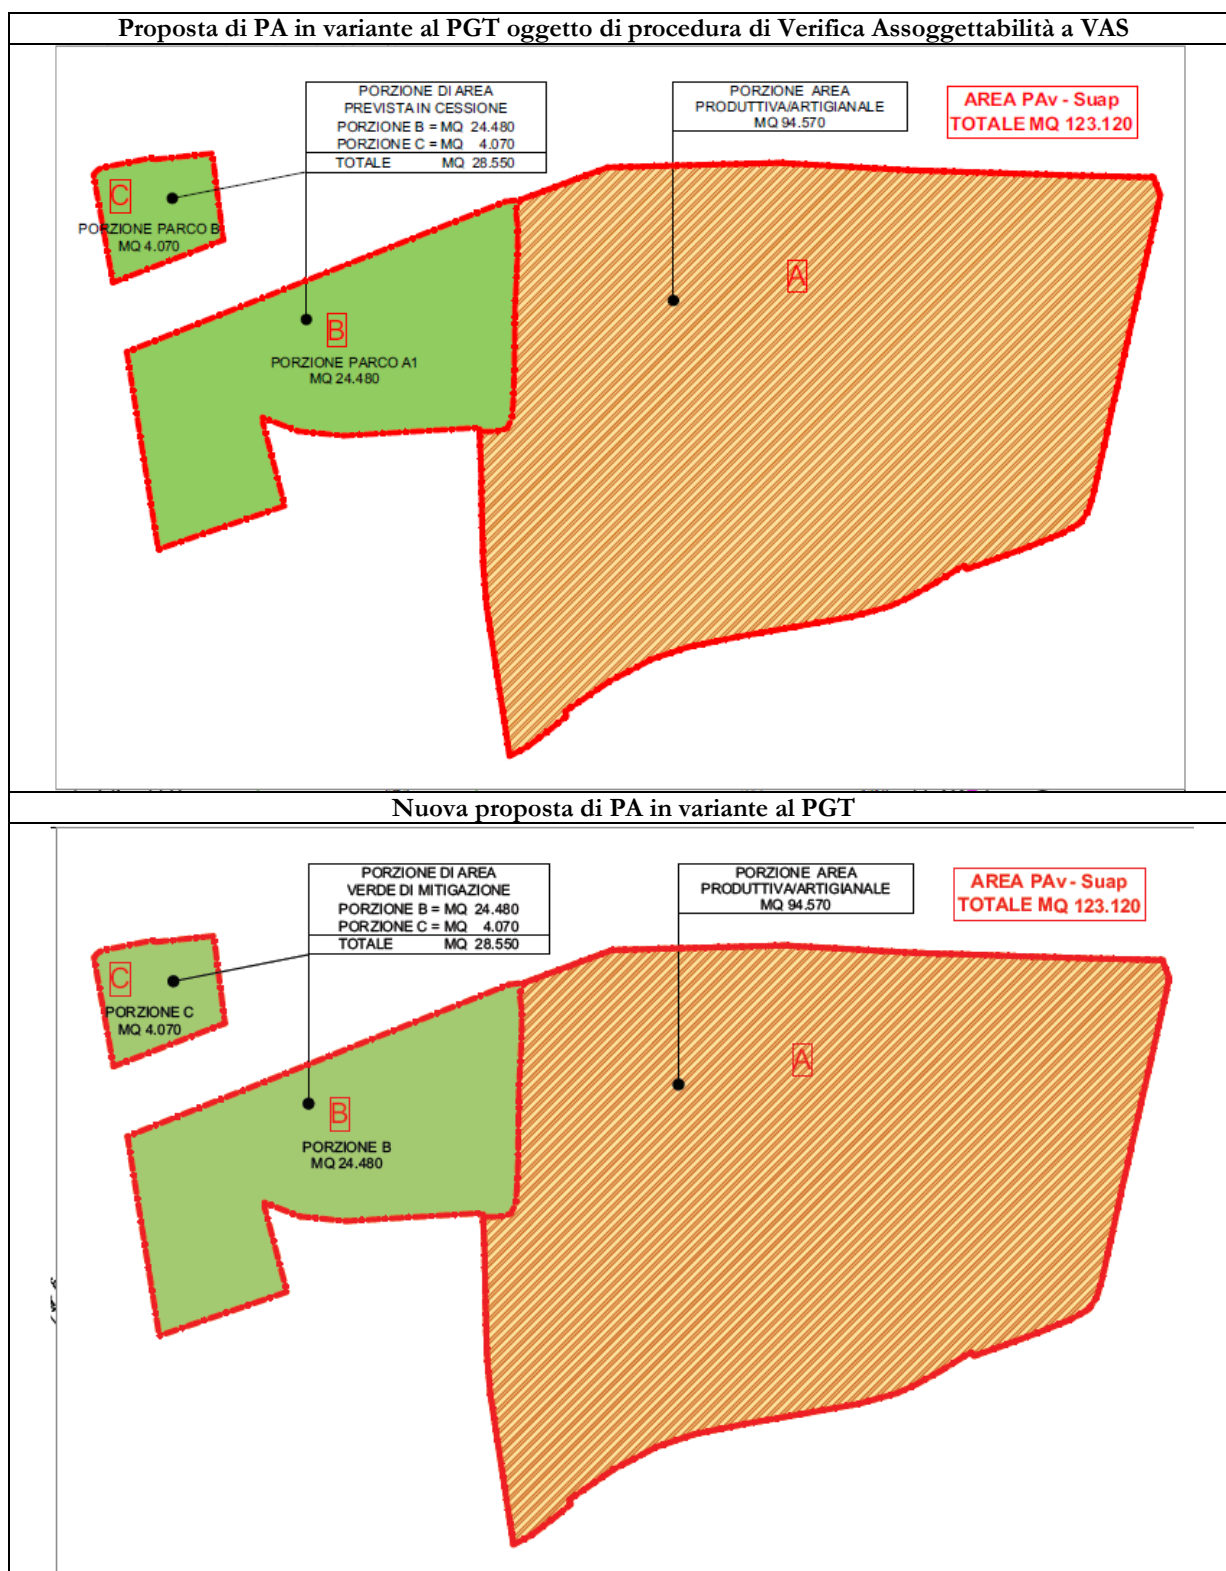 Proposta di PA in variante al PGT oggetto di procedura di Verifica Assoggettabilità a VAS
PORZIONE DI AREA
PREVISTA IN CESSIONE
PORZIONE B = MQ 24.480
PORZIONE C = MQ 4.070
TOTALE MQ 28.550
PORZIONE AREA
PRODUTTIVA/ARTIGIANALE
MQ 94.570
AREA PAv - Suap
TOTALE MQ 123.120
C
PORZIONE PARCO B
MQ 4.070
A
B
PORZIONE PARCO A1
MQ 24.480
Nuova proposta di PA in variante al PGT
PORZIONE DI AREA
VERDE DI MITIGAZIONE
PORZIONE B = MQ 24.480
PORZIONE C = MQ 4.070
TOTALE MQ 28.550
PORZIONE AREA
PRODUTTIVA/ARTIGIANALE
MQ 94.570
AREA PAv - Suap
TOTALE MQ 123.120
C
PORZIONE C
MQ 4.070
A
B
PORZIONE B
MQ 24.480